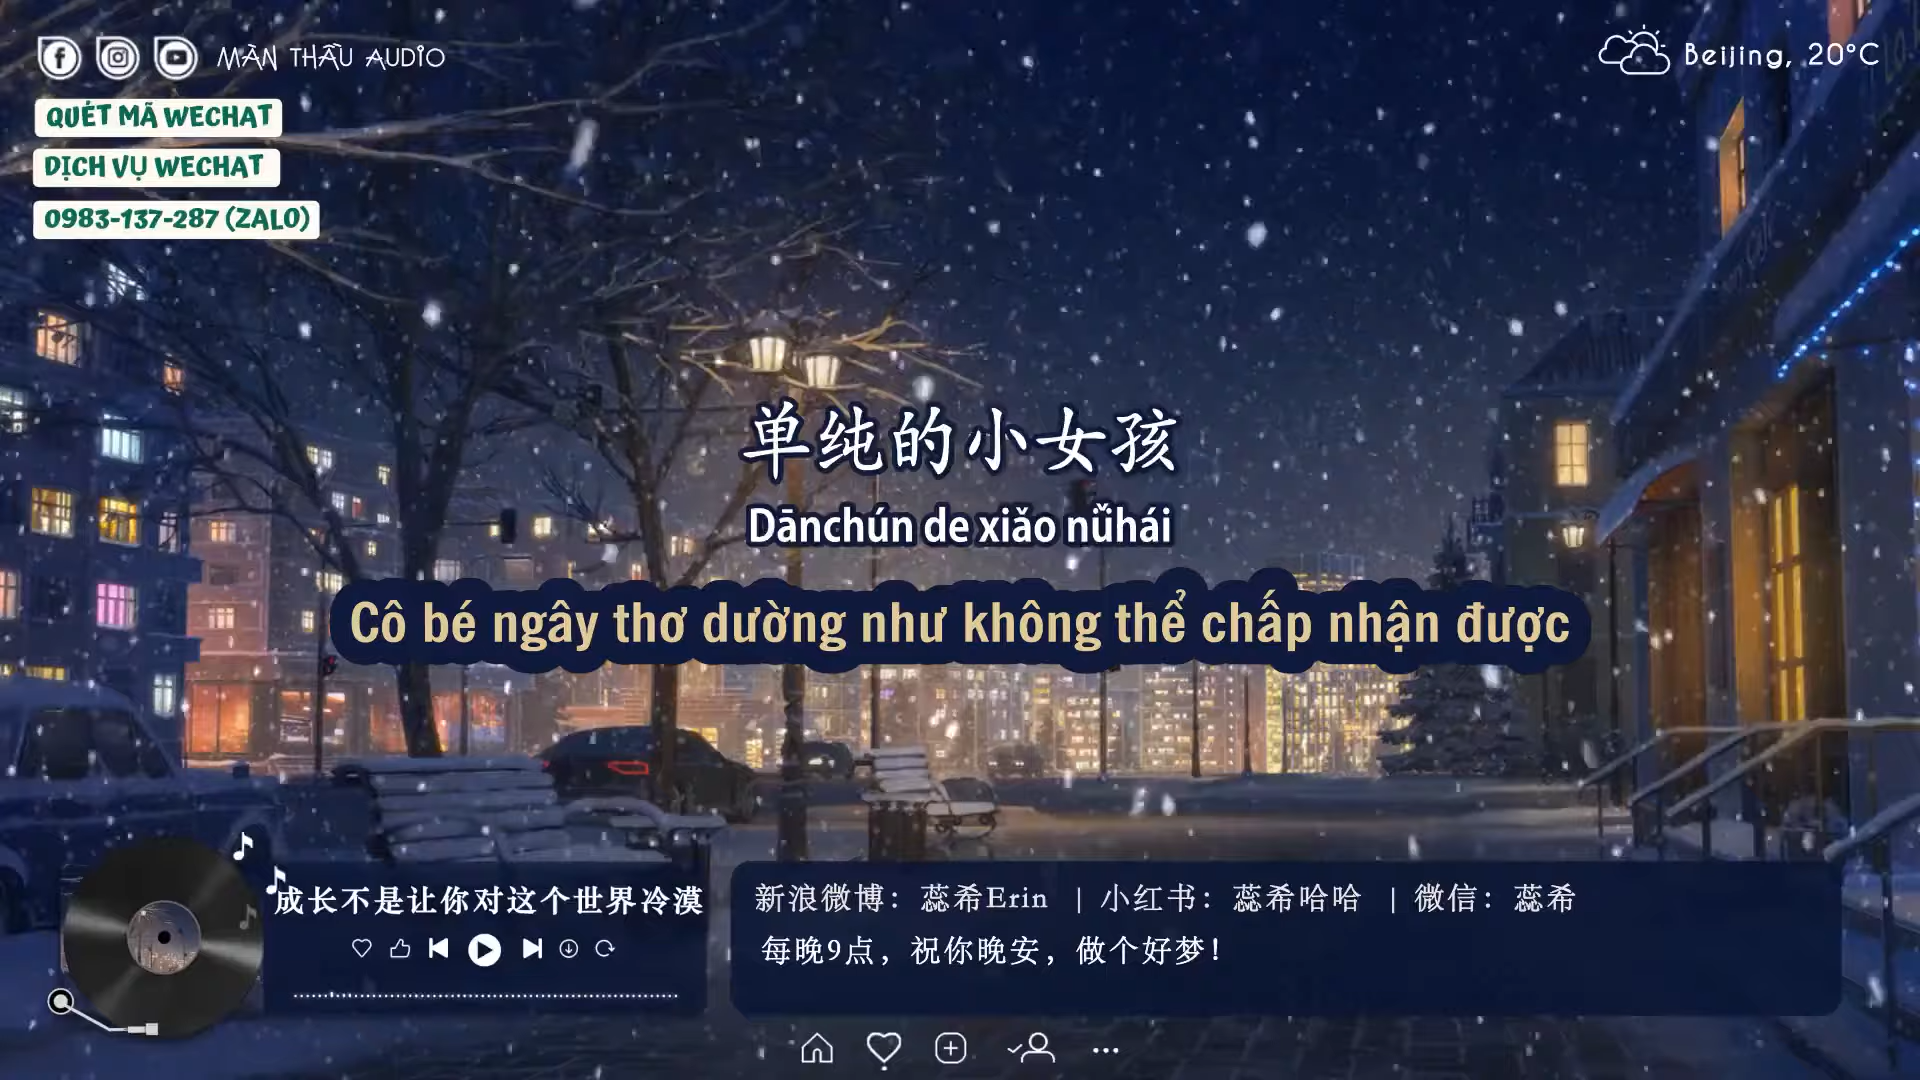 MÀN THẦU AUDIO
Beijing, 20°C
QUÉT MÃ WECHAT
DỊCH VỤ WECHAT
0983-137-287 (ZALO)
单纯的小女孩
Dānchún de xiǎo nǚhái
Cô bé ngây thơ dường như không thể chấp nhận được
成长不是让你对这个世界冷漠
新浪微博：蕊希Erin | 小红书：蕊希哈哈 | 微信：蕊希
每晚9点，祝你晚安，做个好梦！